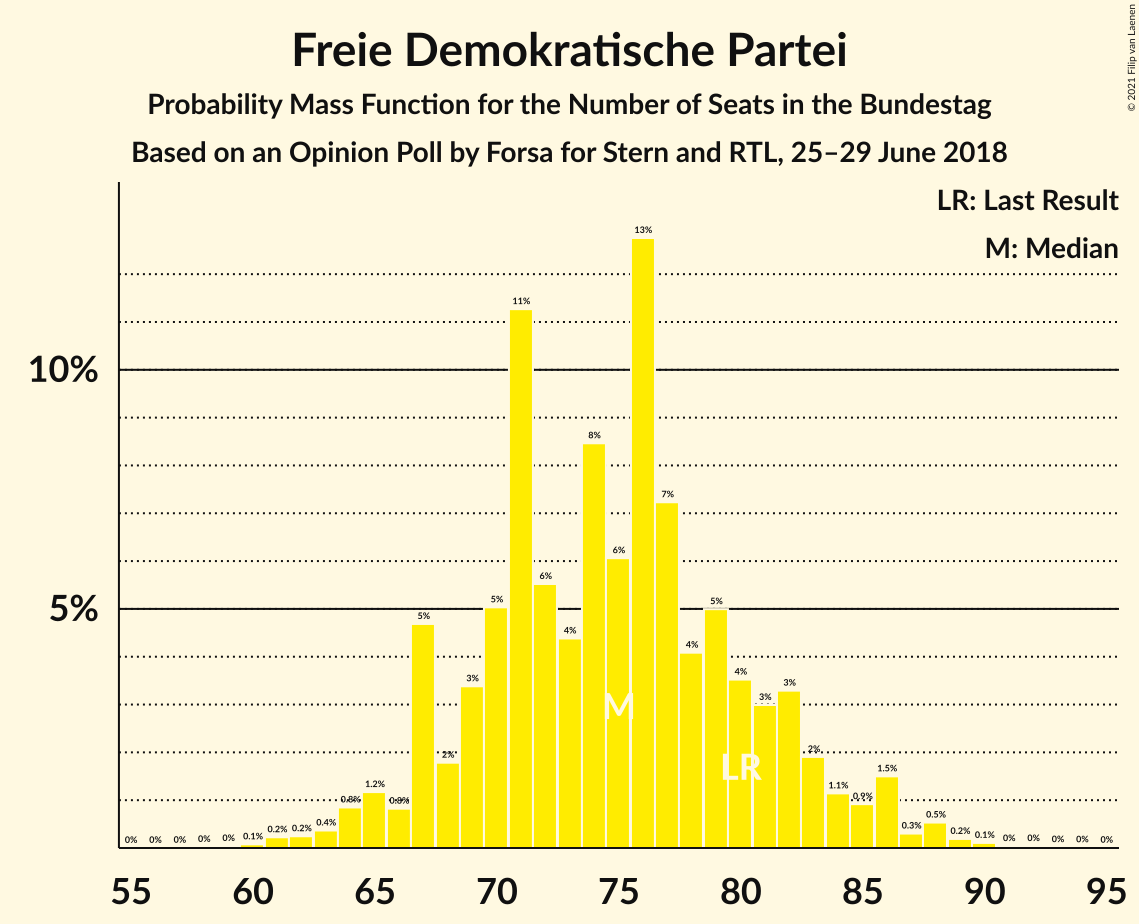 Freie Demokratische Partei
Probability Mass Function for the Number of Seats in the Bundestag
Based on an Opinion Poll by Forsa for Stern and RTL, 25–29 June 2018
© 2021 Filip van Laenen
LR: Last Result
M: Median
10%
5%
0% 0% 0% 0% 0% 0.1% 0.2% 0.2% 0.4% 0.8% 1.2% 0.8% 5% 2% 3% 5% 11% 6% 4% 8% 6% 13% 7% 4% 5% 4% 3% 3% 2% 1.1% 0.9% 1.5% 0.3% 0.5% 0.2% 0.1% 0% 0% 0% 0% 0%
M
LR
55 60 65 70 75 80 85 90 95